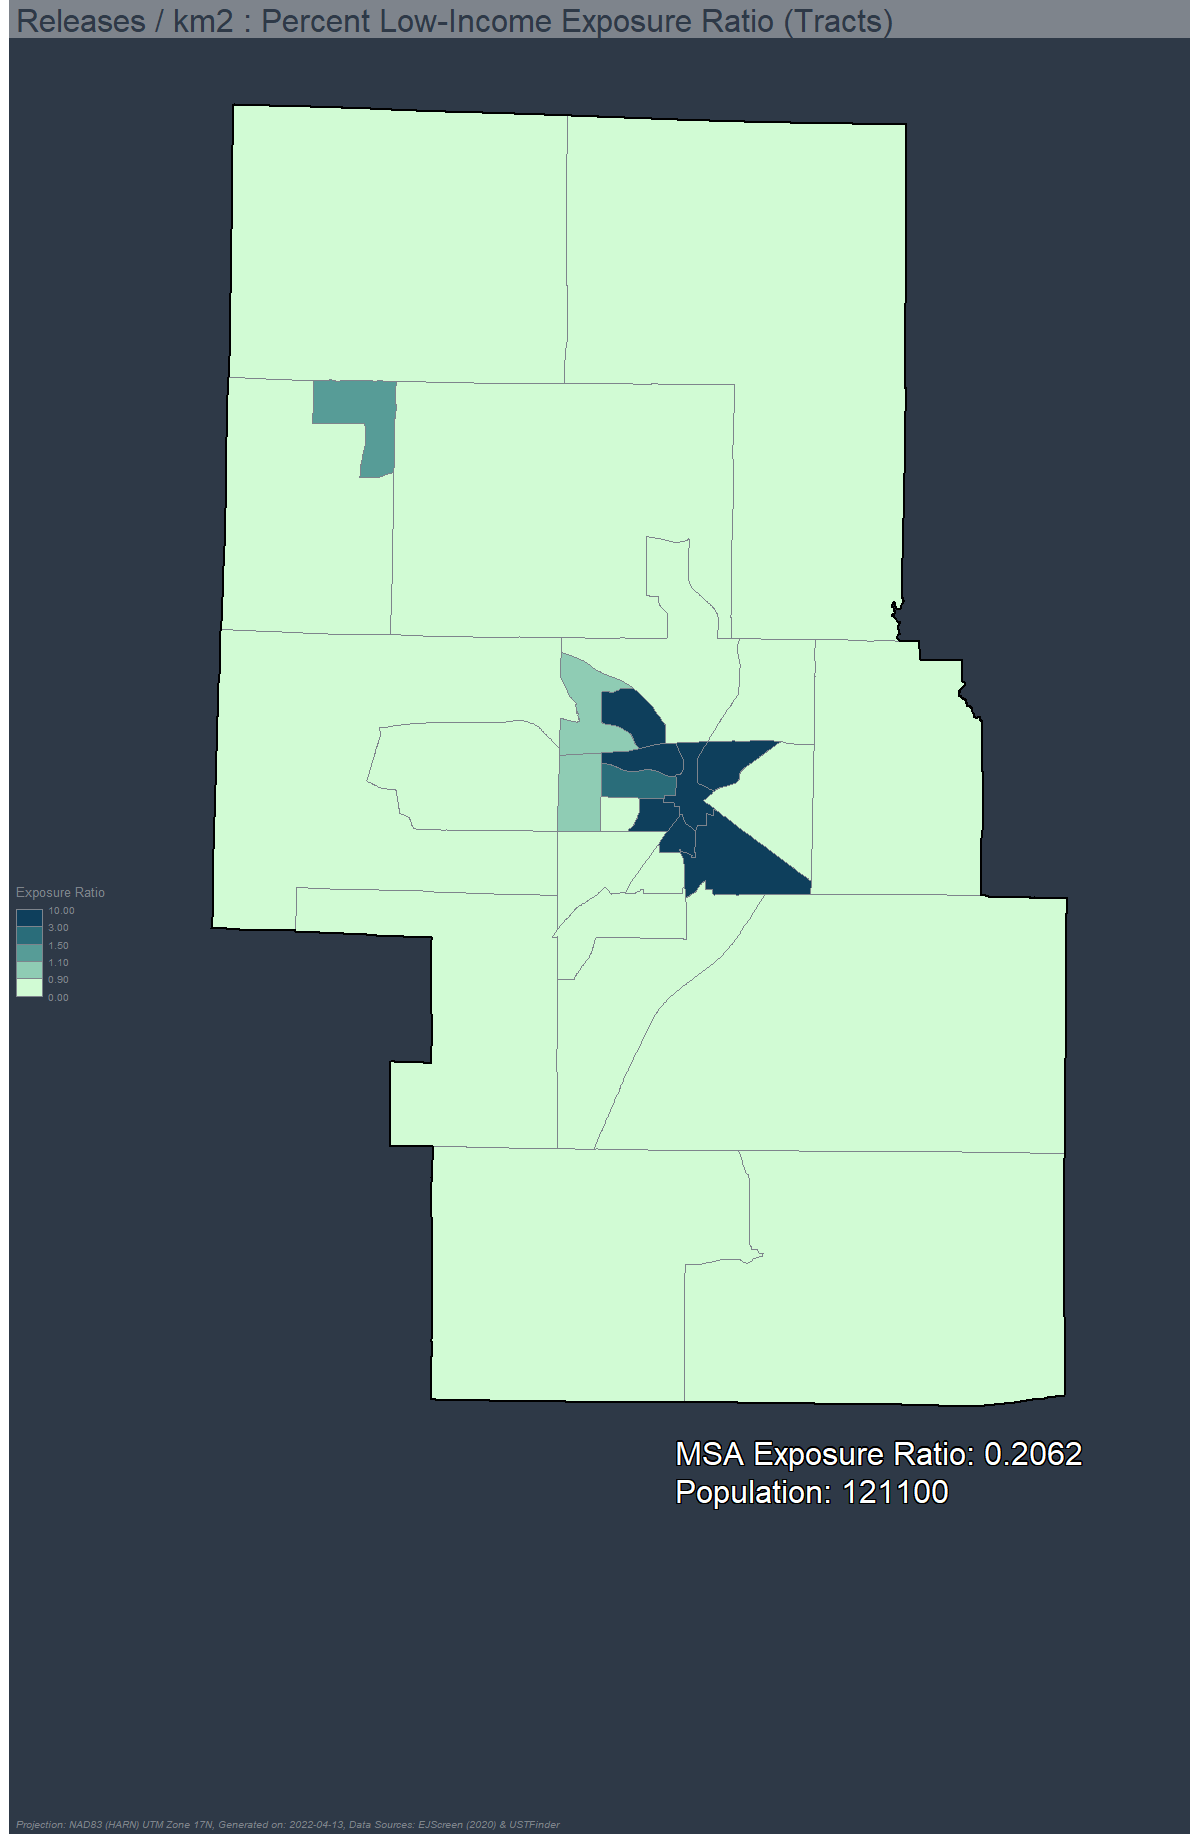 Releases / km2 : Percent Low-Income Exposure Ratio (Tracts)
Exposure Ratio
10.00
3.00
1.50
1.10
0.90
0.00
MSA Exposure Ratio: 0.2062
Population: 121100
Projection: NAD83 (HARN) UTM Zone 17N, Generated on: 2022-04-13, Data Sources: EJScreen (2020) & USTFinder